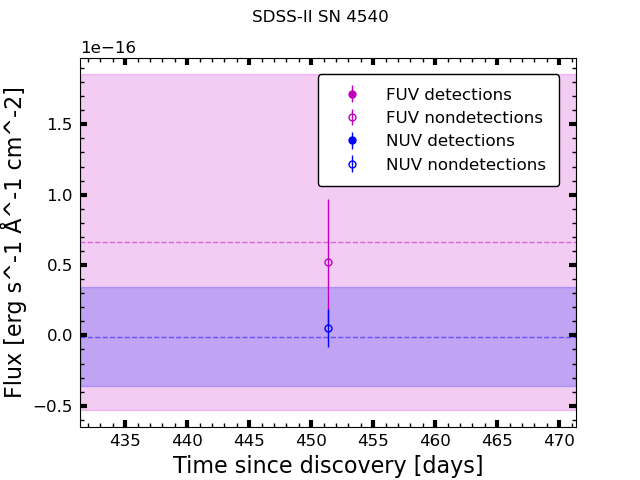 SDSS-II SN 4540
1e−16
FUV detections
FUV nondetections
NUV detections
NUV nondetections
1.5
1.0
0.5
0.0
−0.5
Flux [erg s^-1 Å^-1 cm^-2]
435 440 445 450 455 460 465 470
Time since discovery [days]